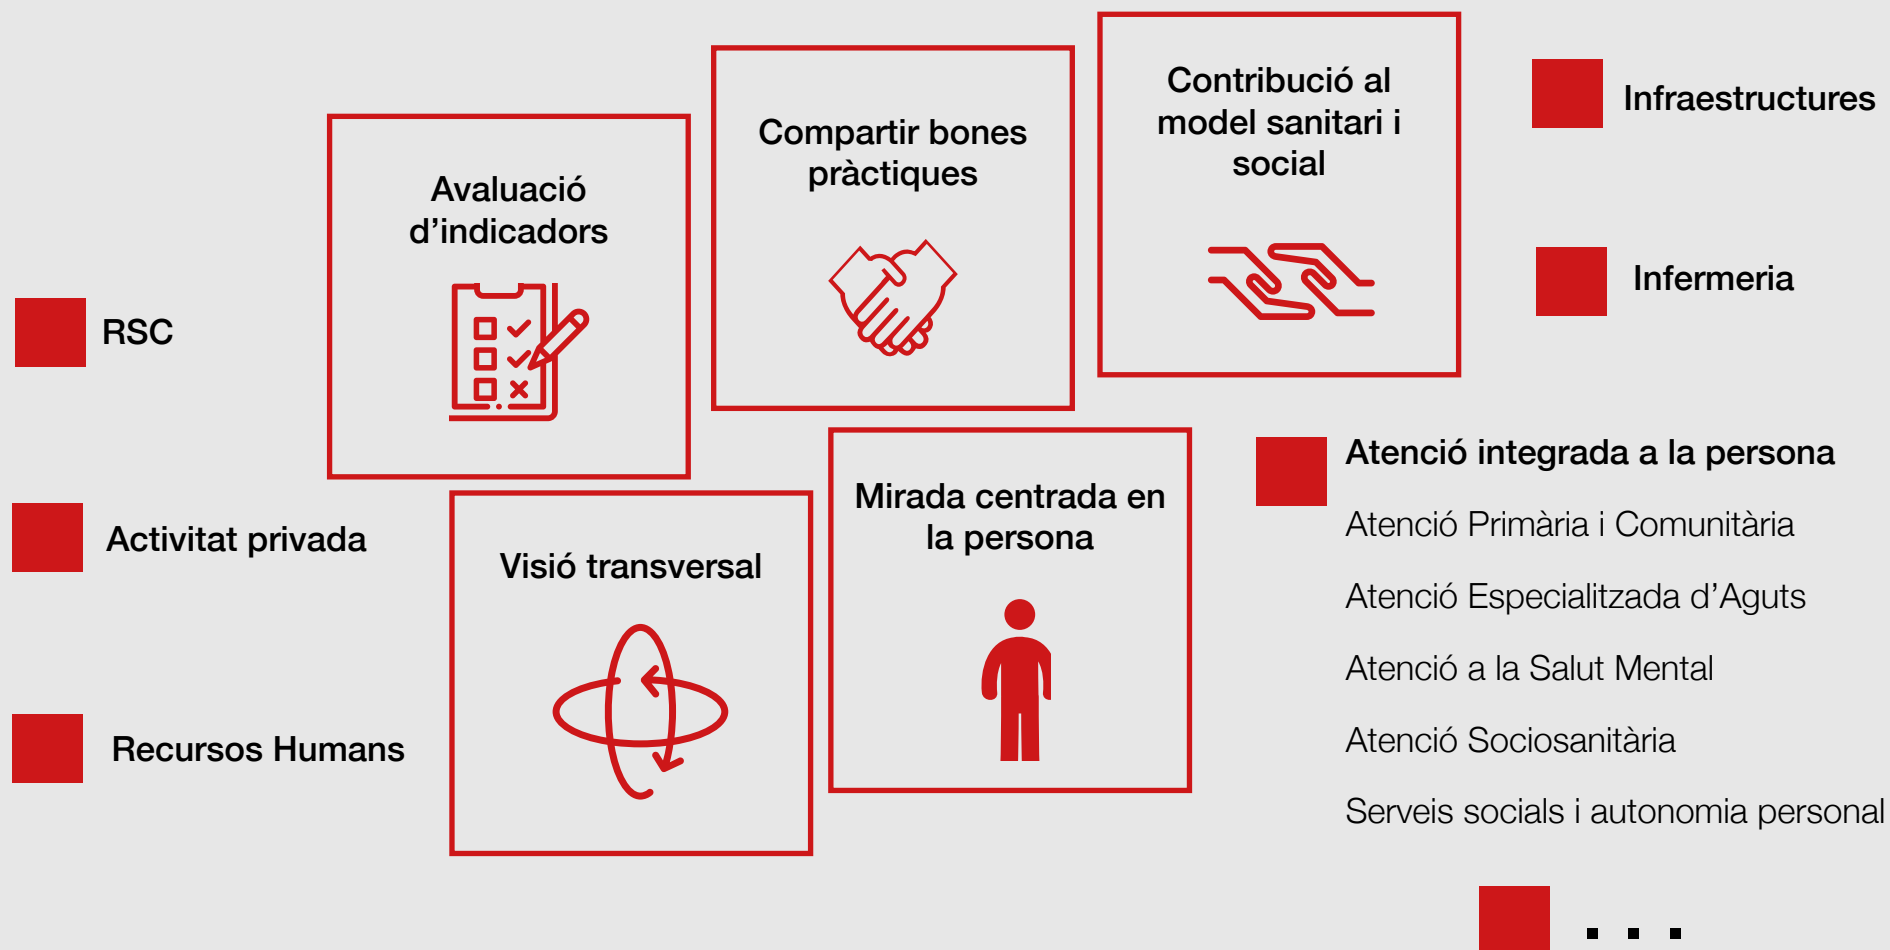 Avaluació
d’indicadors
Compartir bones
pràctiques
Contribució al
model sanitari i
social
Visió transversal
Mirada centrada en
la persona
RSC
Activitat privada
Recursos Humans
Infraestructures
Infermeria
Atenció integrada a la persona
Atenció Primària i Comunitària
Atenció Especialitzada d’Aguts
Atenció a la Salut Mental
Atenció Sociosanitària
Serveis socials i autonomia personal
. . .